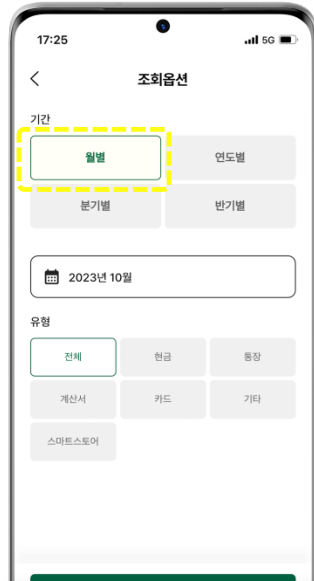 17:25 5G
조회옵션
기간
월별 연도별
분기별 반기별
2023년 10월
유형
전체 현금 통장
계산서 카드 기타
스마트스토어